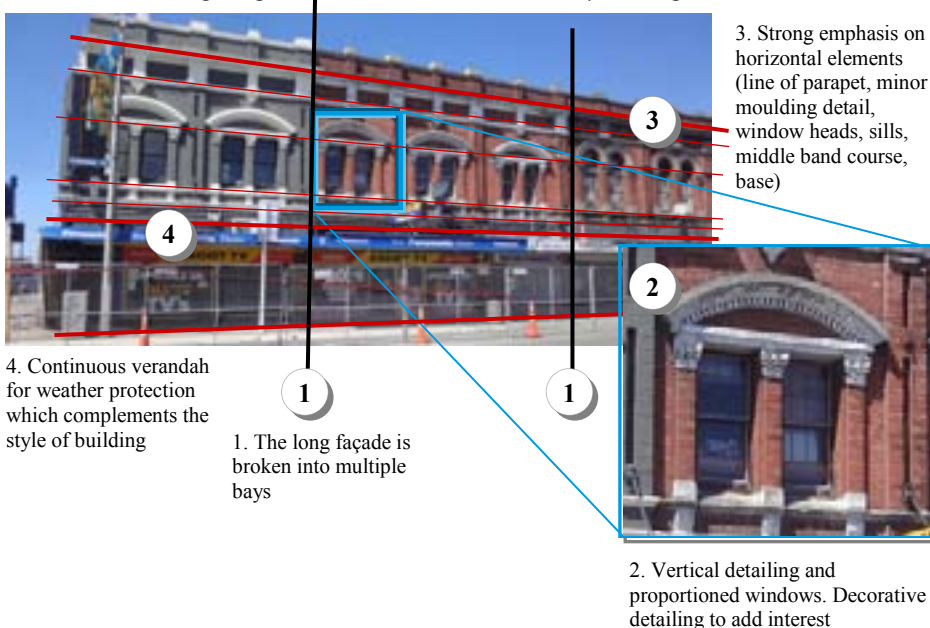 3. Strong emphasis on
horizontal elements
(line of parapet, minor
moulding detail,
window heads, sills,
middle band course,
base)
3
4
2
4. Continuous verandah
for weather protection
which complements the
style of building
1
1
1. The long façade is
broken into multiple
bays
2. Vertical detailing and
proportioned windows. Decorative
detailing to add interest